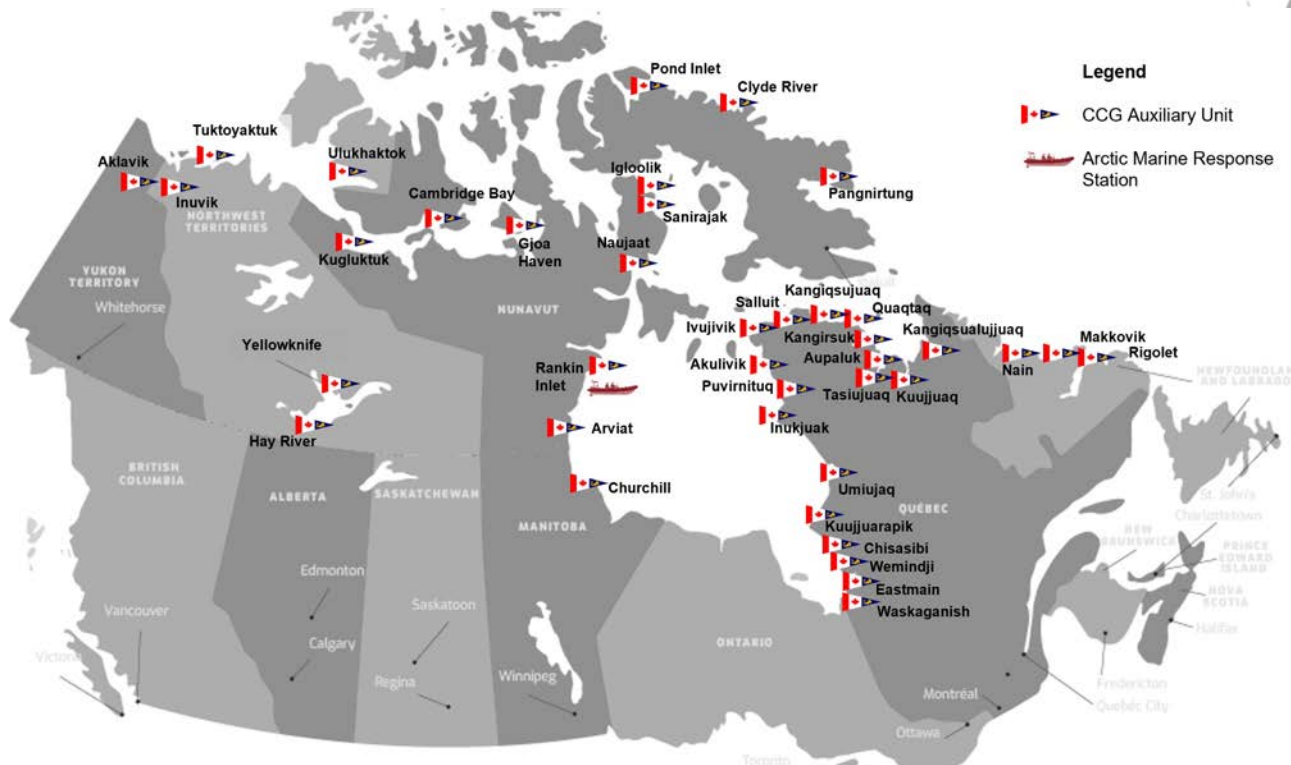 Pond Inlet
Clyde River
Legend
CCG Auxiliary Unit
Arctic Marine Response
Station
Tuktoyaktuk
Aklavik
Inuvik
Ulukhaktok
Cambridge Bay
Igloolik
Sanirajak
Pangnirtung
NORTHWEST
TERRITORIES
Kugluktuk
Gjoa
Haven
Naujaat
YUKON
TERRITORY
Whitehorse
NUNAVUT
Kangiqsujuaq
Salluit
Quaqtaq
Ivujivik
Kangirsuk
Kangiqsualujjuaq
Makkovik
Rigolet
Nain
Aupaluk
Akulivik
Yellowknife
Rankin
Inlet
Puvirnituq
Tasiujuaq
Kuujjuaq
NEWFOUNDLAND
AND LABRADO
Hay River
Arviat
Inukjuak
BRITISH
COLUMBIA
ALBERTA
SASKATCHEWAN
Churchill
MANITOBA
Umiujaq
QUÉBEC
St. John's
Charlottetown
Kuujjuarapik
Chisasibi
Wemindji
Eastmain
Waskaganish
NEW
BRUNSWICK
PRINCE
EDWARD
ISLAND
NOVA
SCOTIA
Halifax
Edmonton
Vancouver
Saskatoon
Calgary
Victoria
Regina
Winnipeg
ONTARIO
Montréal
Ottawa
Fredericton
Quebéc City
Toronto